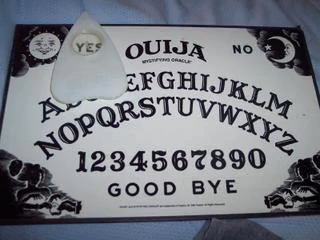 YES
OUIJA
NO
MYSTIFYING ORACLE
ABCDEFGHIJKLM
NOPQRSTUVWXYZ
1234567890
GOOD BYE